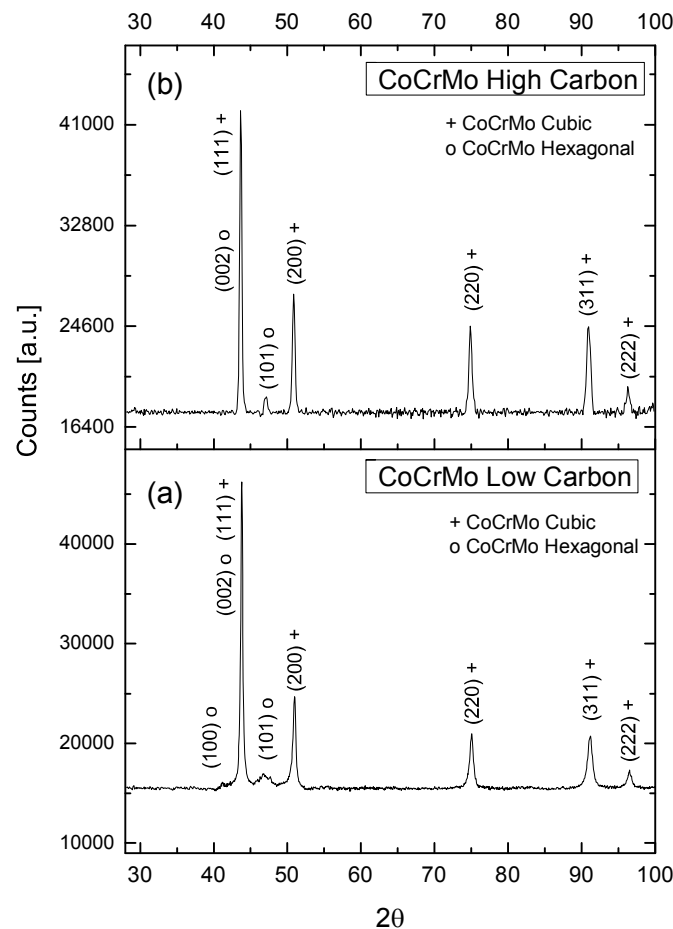 30 40 50 60 70 80 90 100
(b)
CoCrMo High Carbon
+ CoCrMo Cubic
o CoCrMo Hexagonal
41000
32800
24600
16400
(002) o (111) +
(101) o
(200) +
(220) +
(311) +
(222) +
Counts [a.u.]
(a)
CoCrMo Low Carbon
+ CoCrMo Cubic
o CoCrMo Hexagonal
40000
30000
20000
10000
(100) o
(002) o (111) +
(101) o
(200) +
(220) +
(311) +
(222) +
30 40 50 60 70 80 90 100
2θ